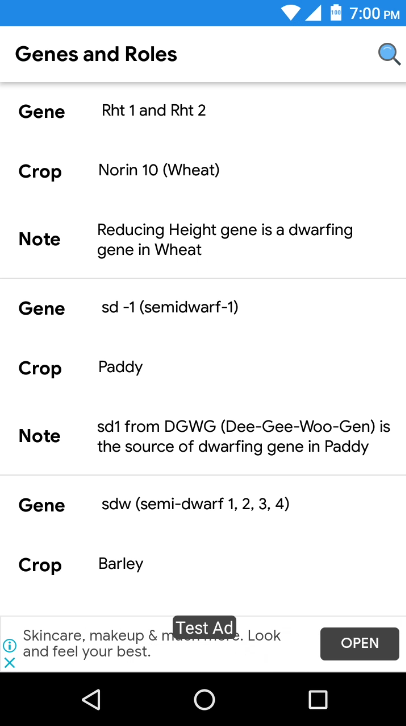 7:00 PM
Genes and Roles
Gene Rht 1 and Rht 2
Crop Norin 10 (Wheat)
Note Reducing Height gene is a dwarfing
gene in Wheat
Gene sd -1 (semidwarf-1)
Crop Paddy
Note sd1 from DGWG (Dee-Gee-Woo-Gen) is
the source of dwarfing gene in Paddy
Gene sdw (semi-dwarf 1, 2, 3, 4)
Crop Barley
Test Ad
Skincare, makeup & much more. Look
and feel your best.
OPEN